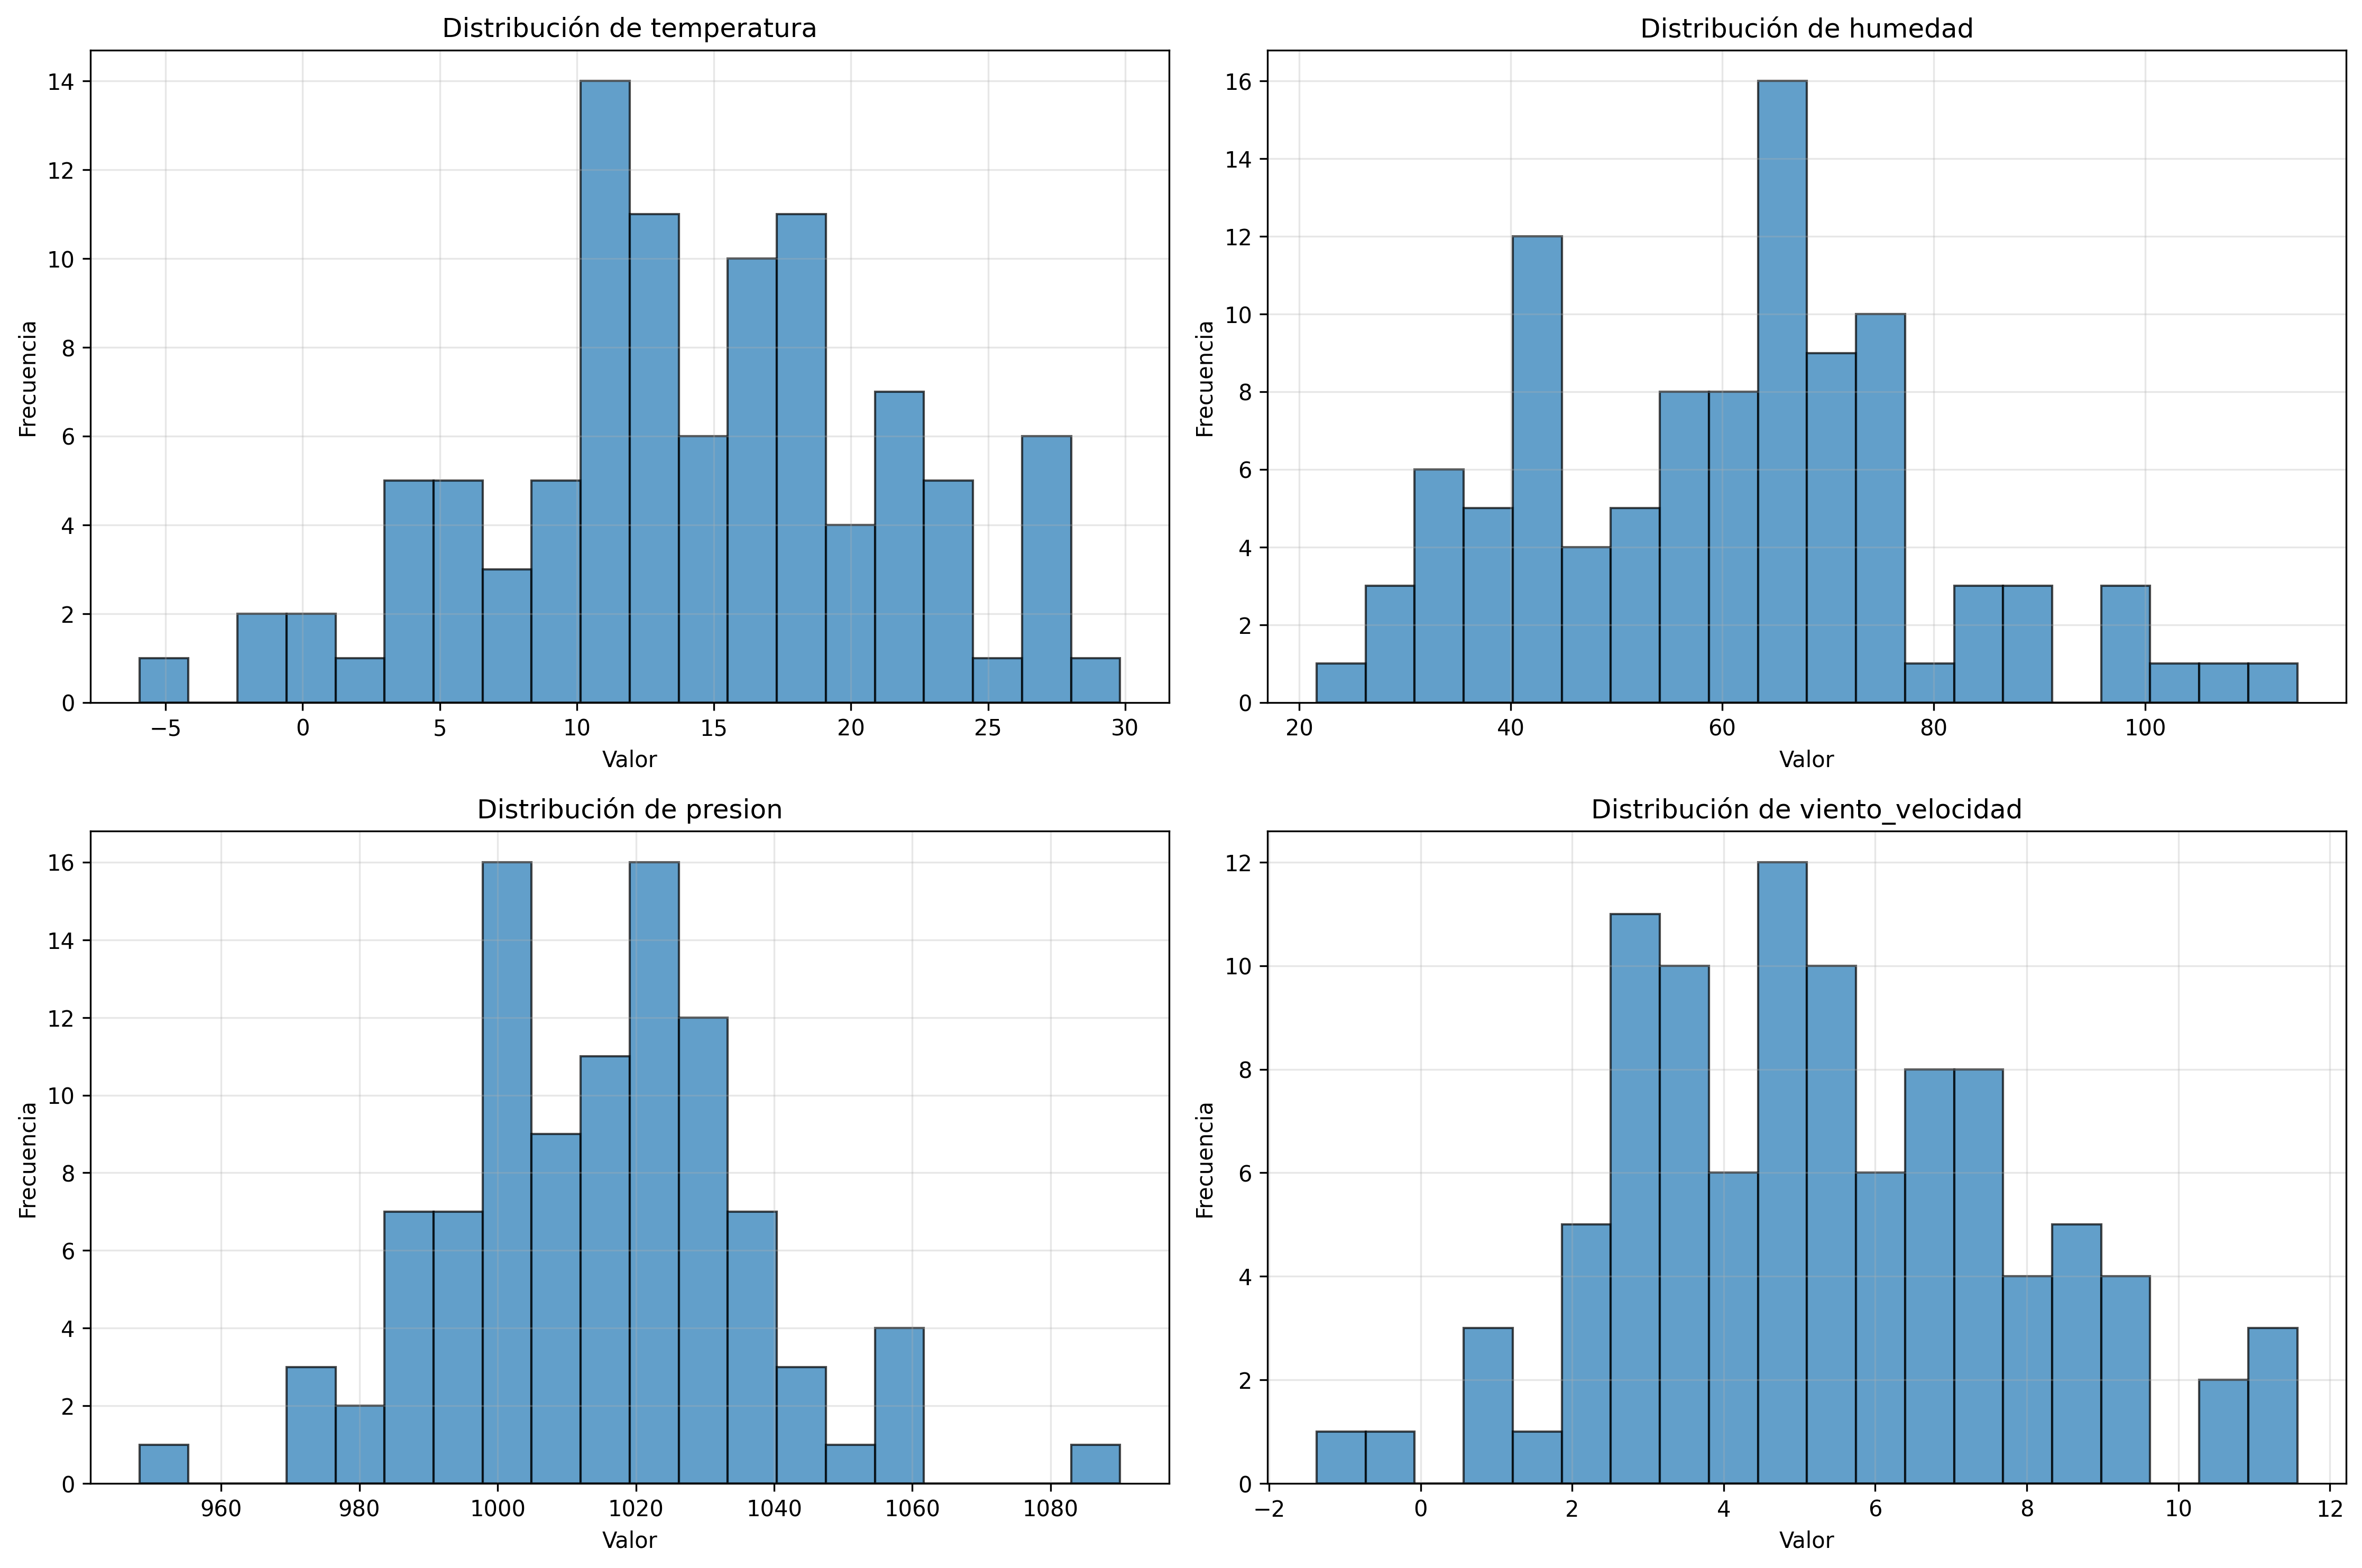 Distribución de temperatura
14
12
10
8
6
4
2
0
Frecuencia
−5 0 5 10 15 20 25 30
Valor
Distribución de humedad
16
14
12
10
8
6
4
2
0
Frecuencia
20 40 60 80 100
Valor
Distribución de presion
16
14
12
10
8
6
4
2
0
Frecuencia
960 980 1000 1020 1040 1060 1080
Valor
Distribución de viento_velocidad
12
10
8
6
4
2
0
Frecuencia
−2 0 2 4 6 8 10 12
Valor